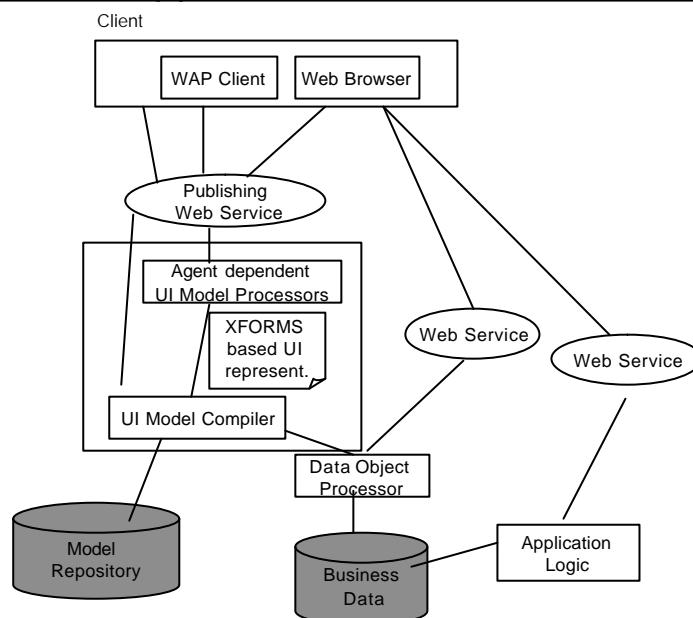 Client
WAP Client
Web Browser
Publishing
Web Service
Agent dependent
UI Model Processors
XFORMS
based UI
represent.
Web Service
Web Service
UI Model Compiler
Data Object
Processor
Model
Repository
Business
Data
Application
Logic